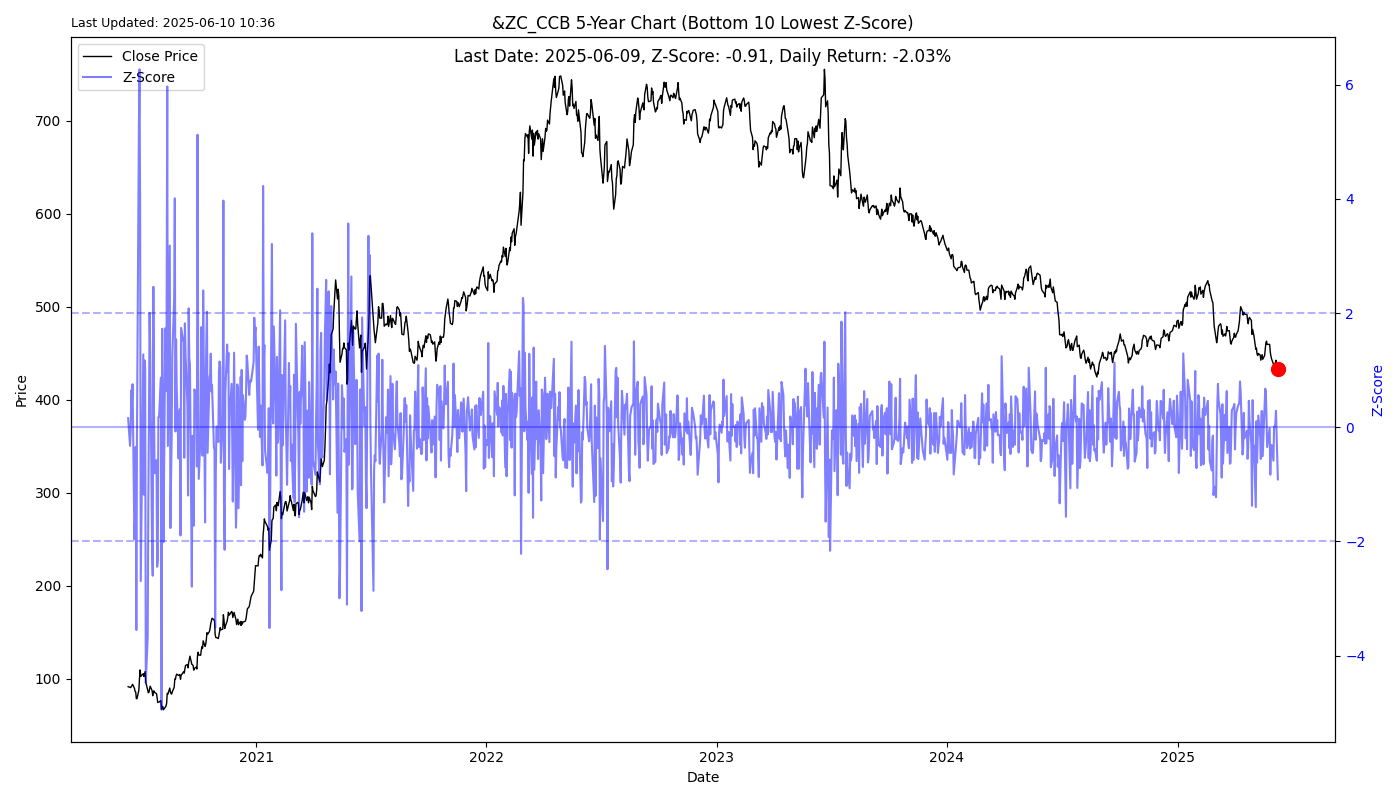 Last Updated: 2025-06-10 10:36
&ZC_CCB 5-Year Chart (Bottom 10 Lowest Z-Score)
Last Date: 2025-06-09, Z-Score: -0.91, Daily Return: -2.03%
Close Price
Z-Score
700
600
500
400
300
200
100
Price
6
4
2
0
−2
−4
Z-Score
2021
2022
2023
2024
2025
Date